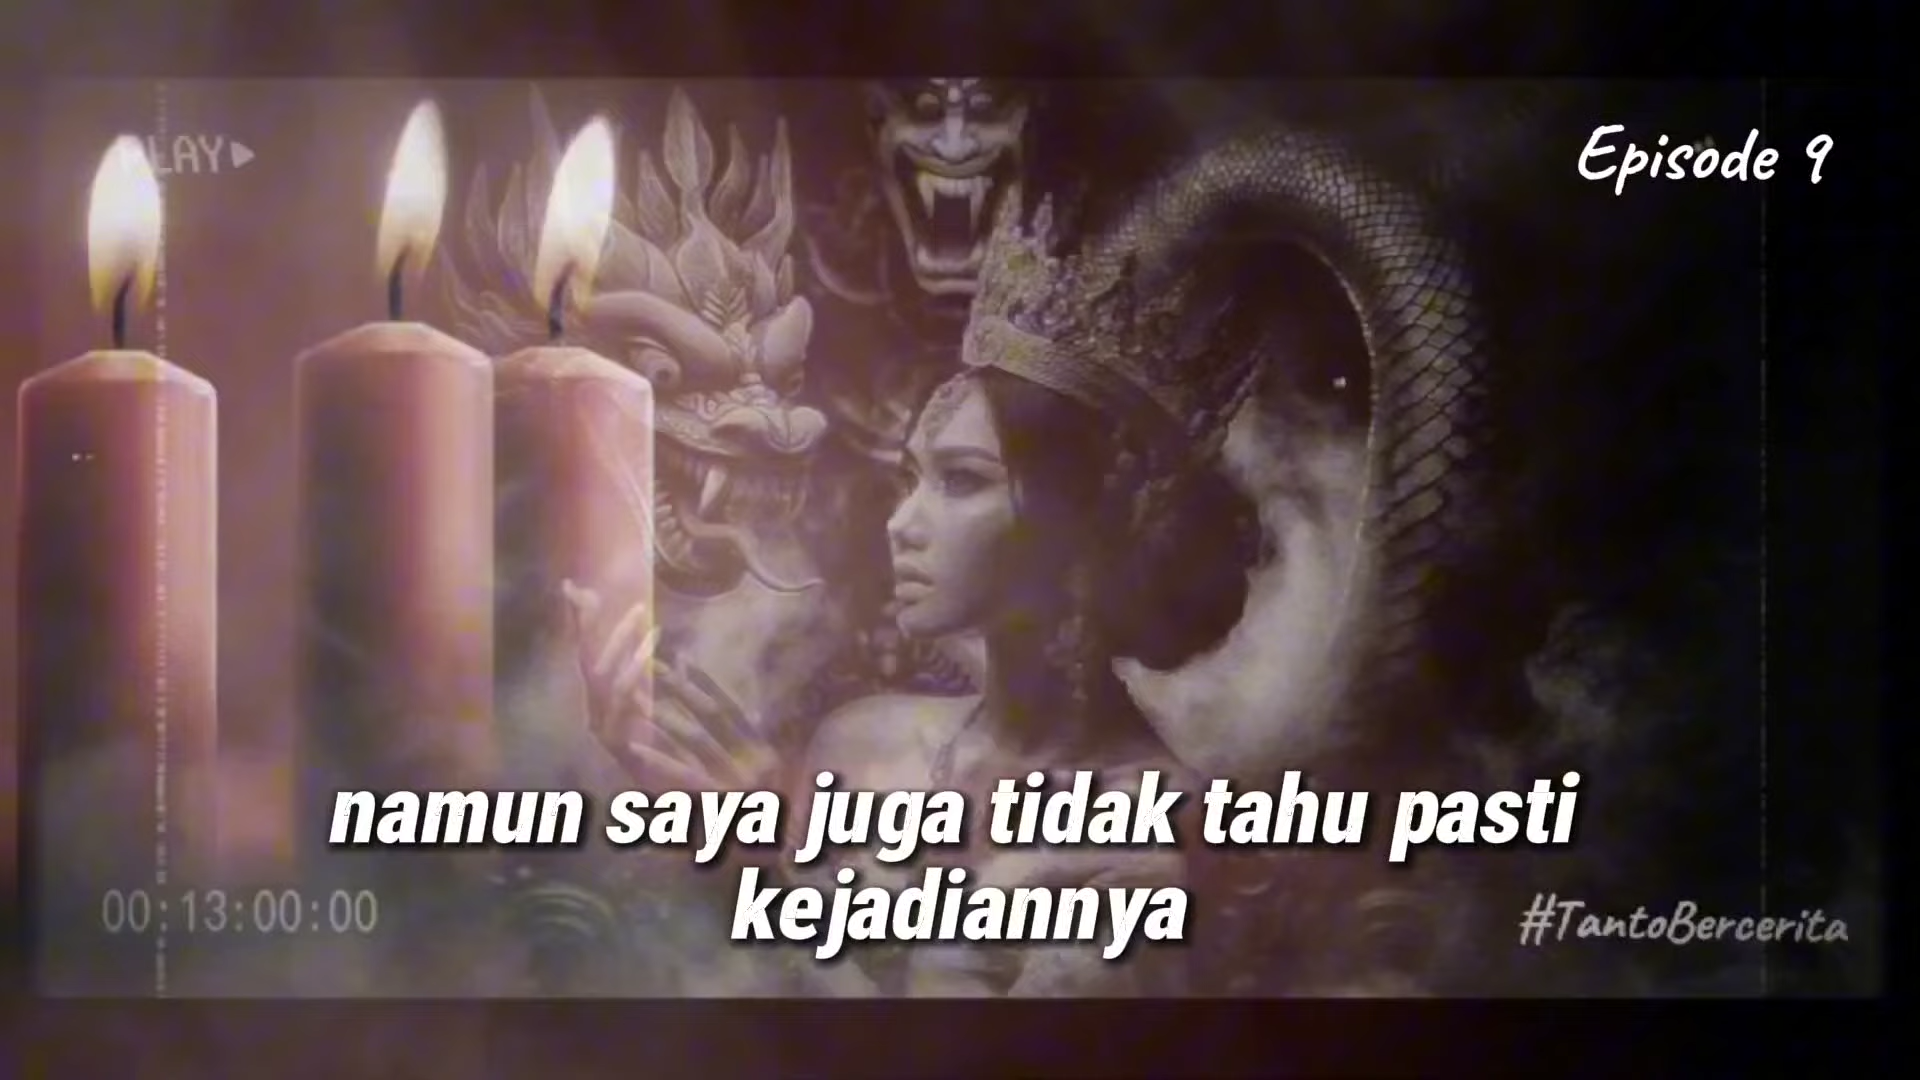 PLAY
Episode 9
namun saya juga tidak tahu pasti
kejadiannya
00:13:00:00
#TantoBercerita